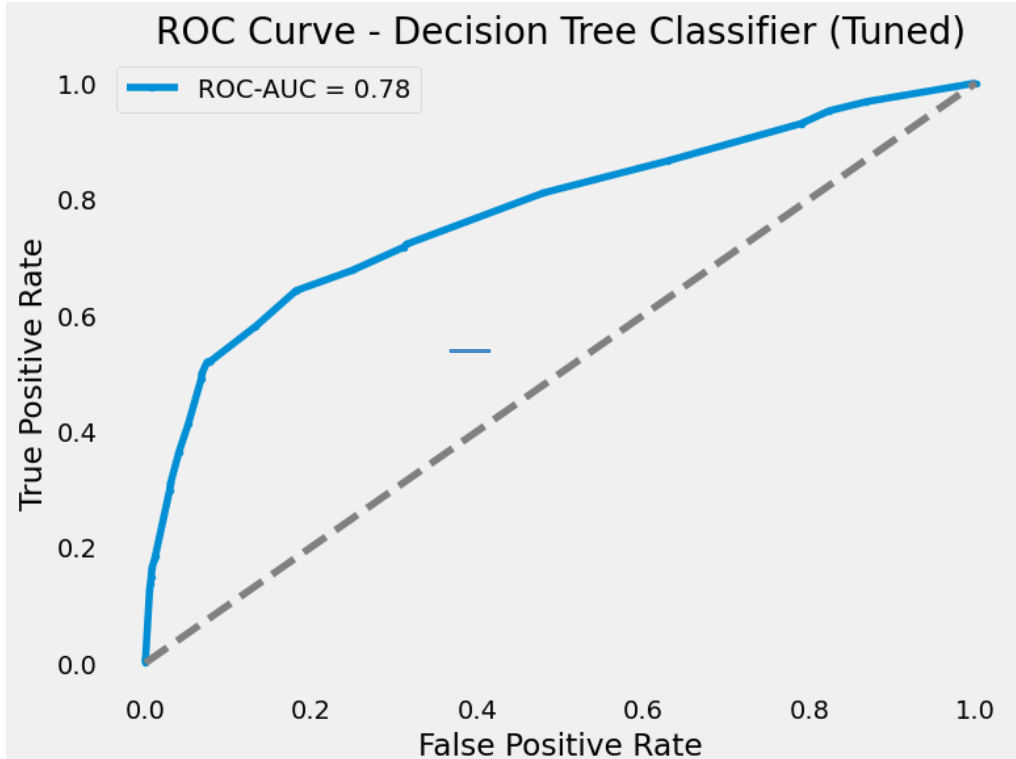 ROC Curve - Decision Tree Classifier (Tuned)
ROC-AUC = 0.78
True Positive Rate
1.0
0.8
0.6
0.4
0.2
0.0
0.0 0.2 0.4 0.6 0.8 1.0
False Positive Rate